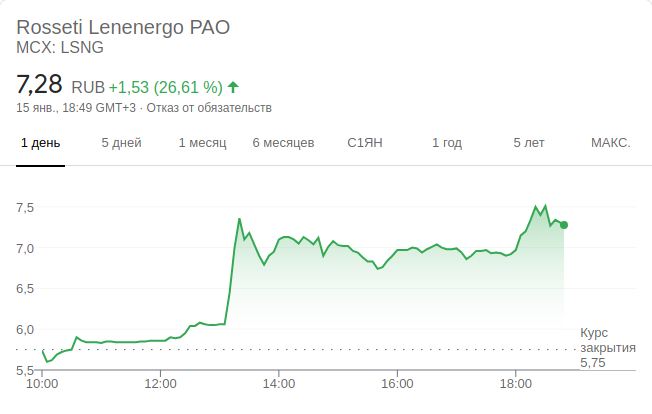 Rosseti Lenenergo PAO
MCX: LSNG
7,28 RUB +1,53 (26,61 %)
15 янв., 18:49 GMT+3 · Отказ от обязательств
1 день 5 дней 1 месяц 6 месяцев С1ЯН 1 год 5 лет МАКС.
7,5
7,0
6,5
6,0
5,5
Курс
закрытия
5,75
10:00 12:00 14:00 16:00 18:00